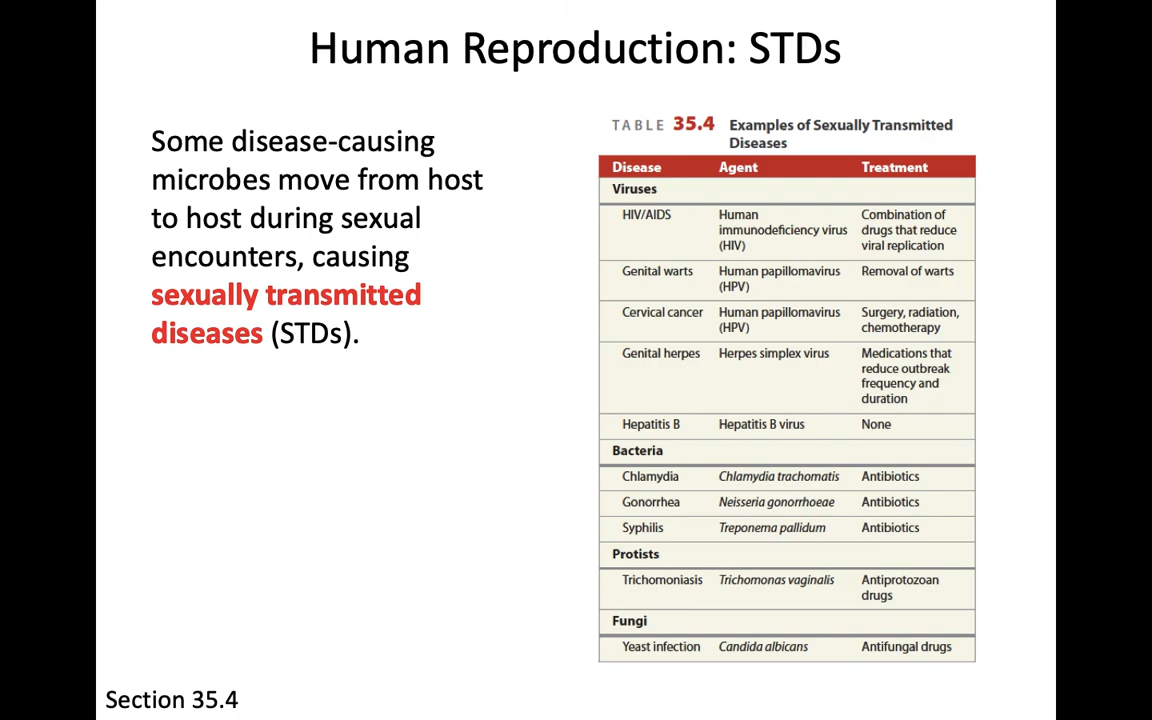 Human Reproduction: STDs
Some disease-causing
microbes move from host
to host during sexual
encounters, causing
sexually transmitted
diseases (STDs).
TABLE 35.4 Examples of Sexually Transmitted
Diseases
Disease Agent Treatment
Viruses
HIV/AIDS Human Combination of
immunodeficiency virus drugs that reduce
(HIV) viral replication
Genital warts Human papillomavirus Removal of warts
(HPV)
Cervical cancer Human papillomavirus Surgery, radiation,
(HPV) chemotherapy
Genital herpes Herpes simplex virus Medications that
reduce outbreak
frequency and
duration
Hepatitis B Hepatitis B virus None
Bacteria
Chlamydia Chlamydia trachomatis Antibiotics
Gonorrhea Neisseria gonorrhoeae Antibiotics
Syphilis Treponema pallidum Antibiotics
Protists
Trichomoniasis Trichomonas vaginalis Antiprotozoan
drugs
Fungi
Yeast infection Candida albicans Antifungal drugs
Section 35.4